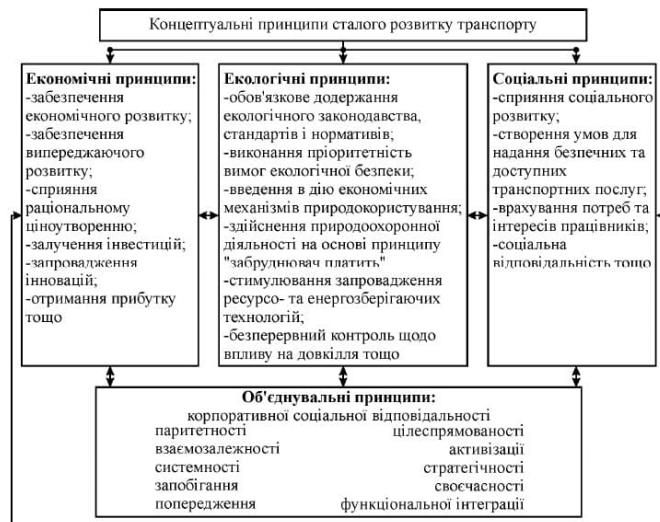 Концептуальні принципи сталого розвитку транспорту
Економічні принципи:
-забезпечення
економічного розвитку;
-забезпечення
випереджаючого
розвитку;
-сприяння
раціональному
ціноутворенню;
-залучення інвестицій;
-запровадження
інновацій;
-отримання прибутку
тощо
Екологічні принципи:
-обов'язкове додержання
екологічного законодавства,
стандартів і нормативів;
-виконання пріоритетність
вимог екологічної безпеки;
-введення в дію економічних
механізмів природокористування;
-здійснення природоохоронної
діяльності на основі принципу
"забруднювач платить"
-стимулювання запровадження
ресурсо- та енергозберігаючих
технологій;
-безперервний контроль щодо
впливу на довкілля тощо
Соціальні принципи:
-сприяння соціального
розвитку;
-створення умов для
надання безпечних та
доступних
транспортних послуг;
-врахування потреб та
інтересів працівників;
-соціальна
відповідальність тощо
Об'єднувальні принципи:
корпоративної соціальної відповідальності
паритетності цілеспрямованості
взаємозалежності активізації
системності стратегічності
запобігання своєчасності
попередження функціональної інтеграції